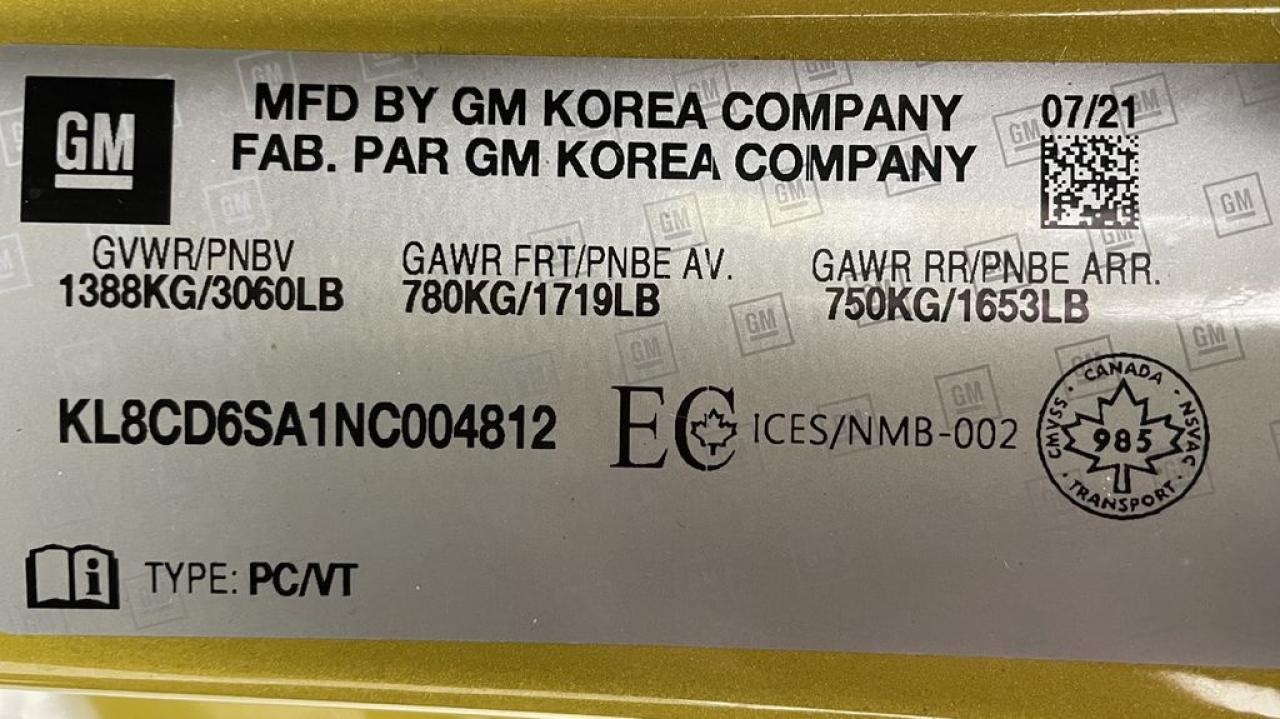 GM
MFD BY GM KOREA COMPANY 07/21
FAB. PAR GM KOREA COMPANY
GVWR/PNBV GAWR FRT/PNBE AV. GAWR RR/PNBE ARR.
1388KG/3060LB 780KG/1719LB 750KG/1653LB
KL8CD6SA1NC004812 EC ICES/NMB-002
CANADA
CMVSS 985 NSVAC
TRANSPORT
i TYPE: PC/VT